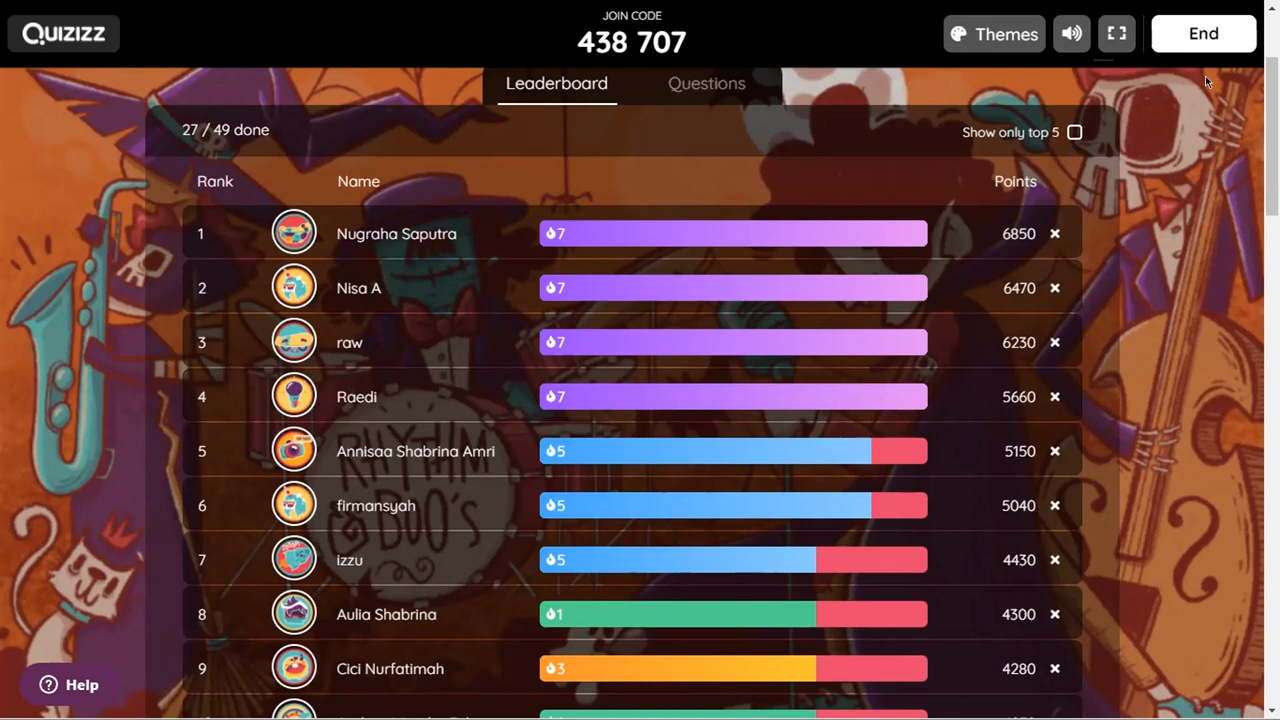 Quizizz
JOIN CODE
438 707
Themes
End
Leaderboard Questions
27 / 49 done
Show only top 5
Rank Name Points
1 Nugraha Saputra 7 6850
2 Nisa A 7 6470
3 raw 7 6230
4 Raedi 7 5660
5 Annisaa Shabrina Amri 5 5150
6 firmansyah 5 5040
7 izzu 5 4430
8 Aulia Shabrina 1 4300
9 Cici Nurfatimah 3 4280
RHYTHM
& BOO'S
Help